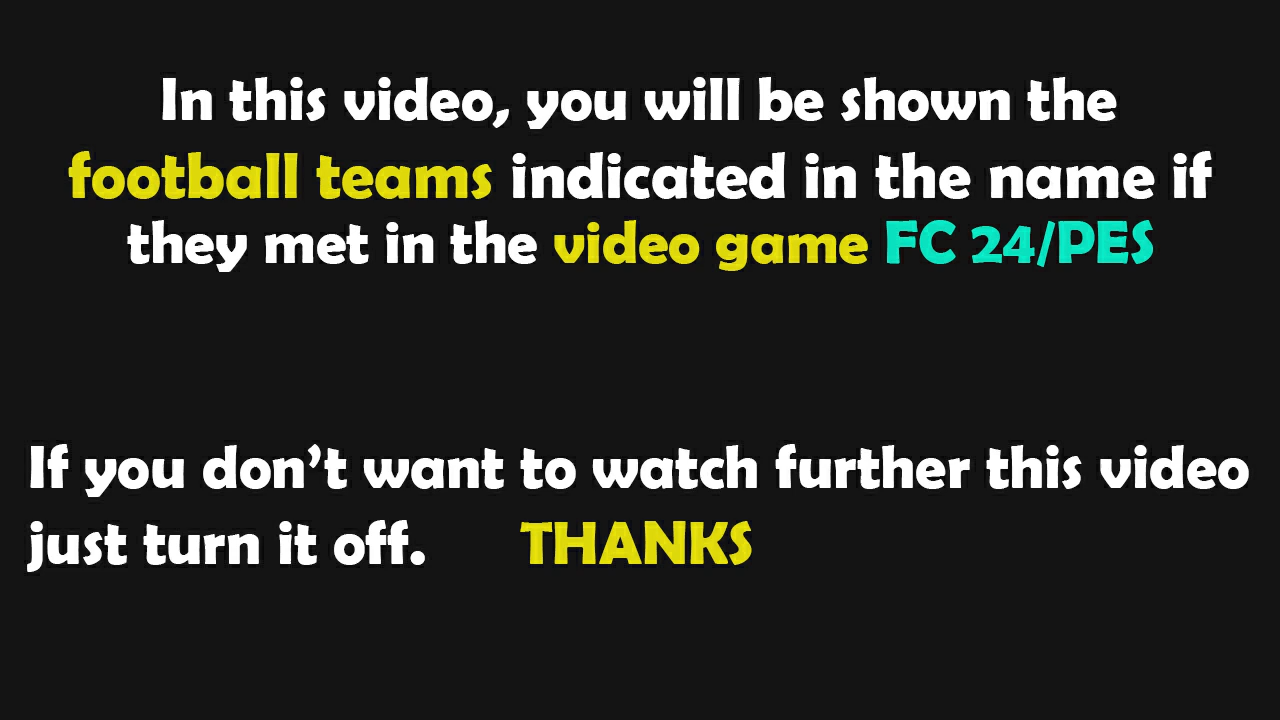 In this video, you will be shown the
football teams indicated in the name if
they met in the video game FC 24/PES
If you don’t want to watch further this video
just turn it off. THANKS